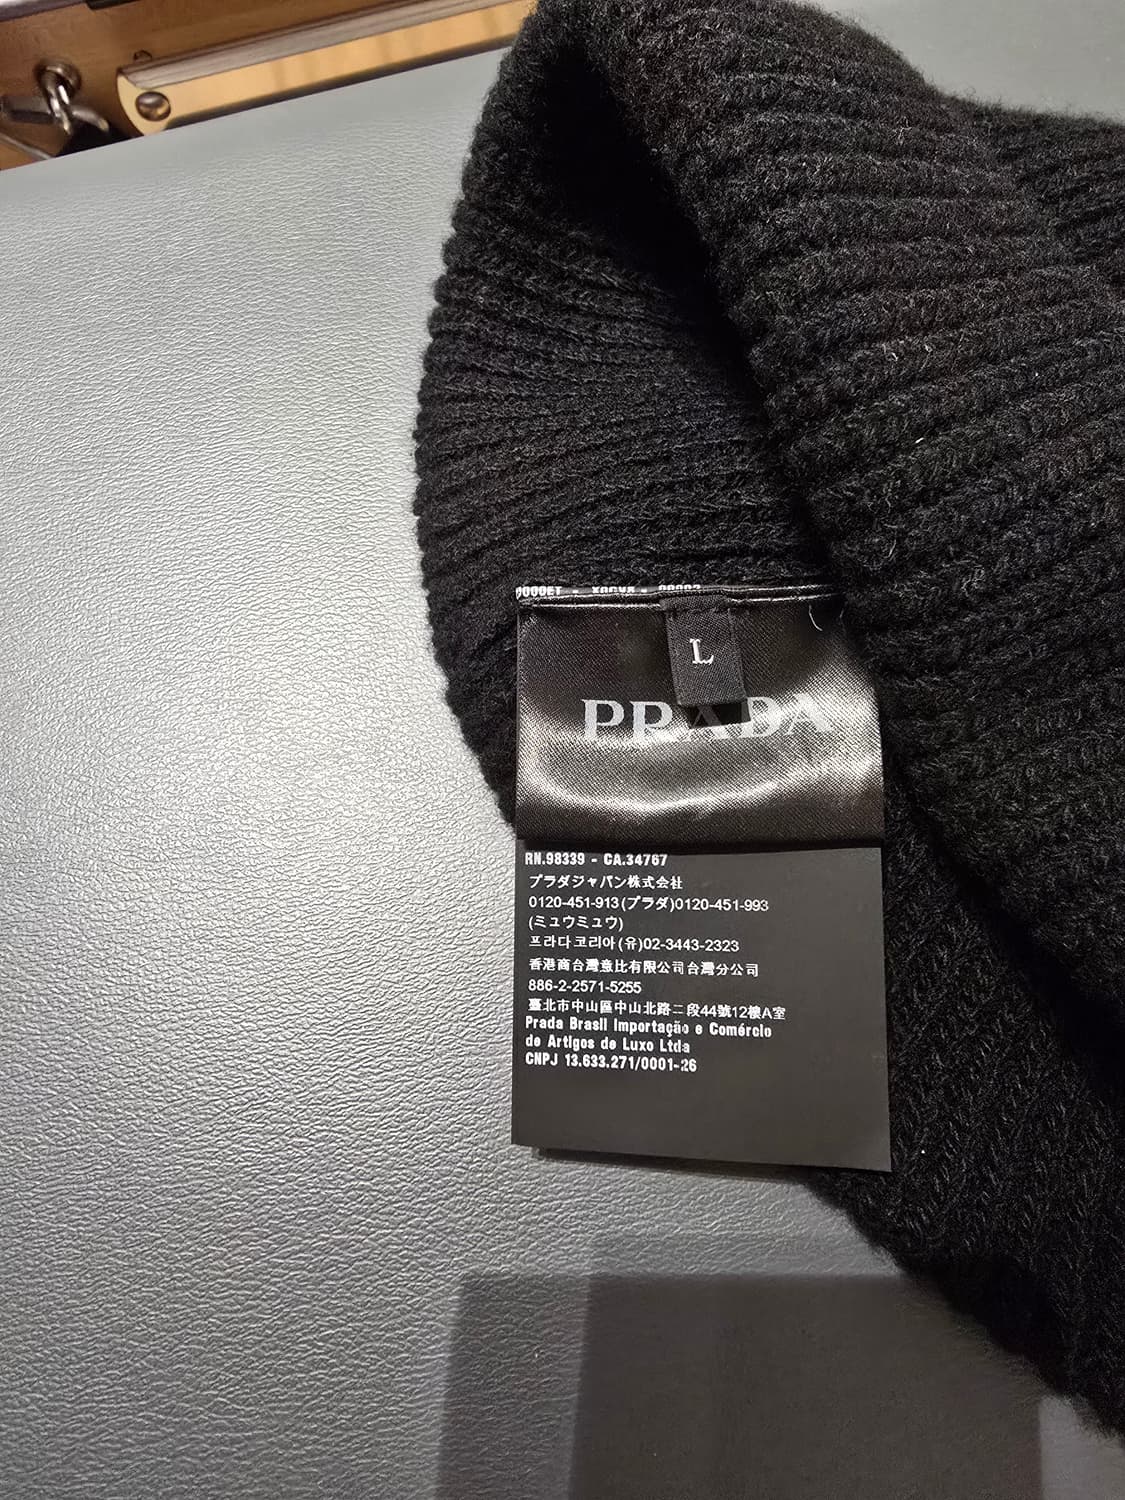 L
PRADA
RN.98339 - CA.34767
プラダジャパン株式会社
0120-451-913(プラダ)0120-451-993
(ミュウミュウ)
프라다코리아(유)02-3443-2323
香港商台灣意比有限公司台灣分公司
886-2-2571-5255
臺北市中山區中山北路二段44號12樓A室
Prada Brasil Importação e Comércio
de Artigos de Luxo Ltda
CNPJ 13.633.271/0001-26